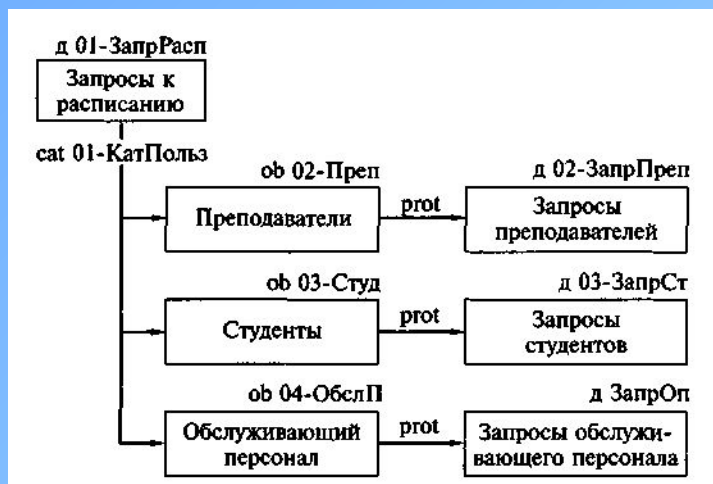 д 01-ЗапрРасп
Запросы к
расписанию
cat 01-КатПольз
ob 02-Преп
д 02-ЗапрПреп
Преподаватели
prot
Запросы
преподавателей
ob 03-Студ
д 03-ЗапрСт
Студенты
prot
Запросы
студентов
ob 04-ОбслП
д ЗапрОп
Обслуживающий
персонал
prot
Запросы обслужи-
вающего персонала